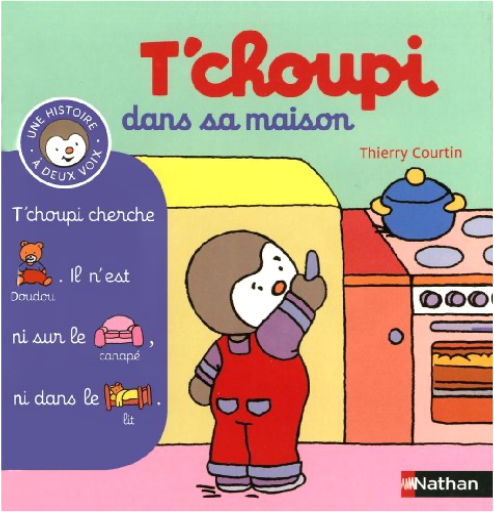 T'choupi
dans sa maison
Thierry Courtin
UNE HISTOIRE
À DEUX VOIX
T'choupi cherche
. Il n'est
Doudou
ni sur le ,
canapé
ni dans le .
lit
Nathan